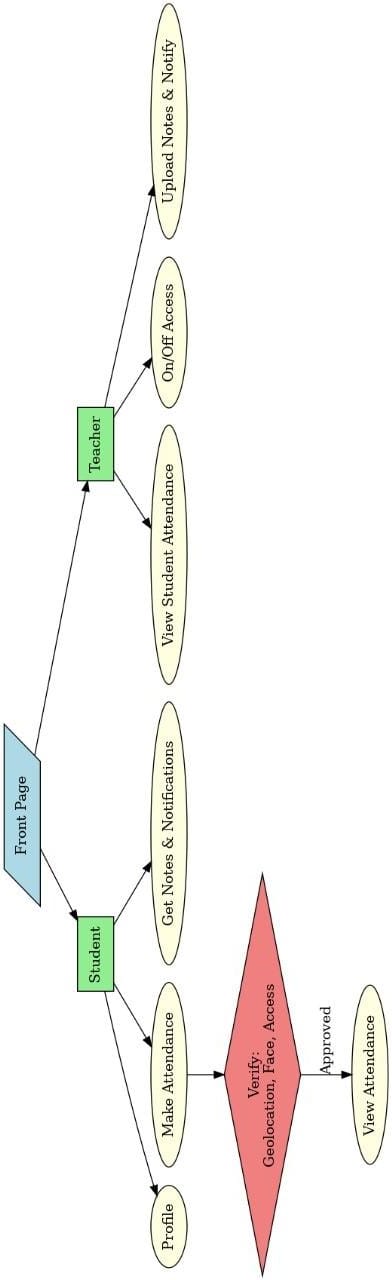 Front Page
Student
Teacher
Profile
Make Attendance
Get Notes & Notifications
View Student Attendance
On/Off Access
Upload Notes & Notify
Verify:
Geolocation, Face, Access
Approved
View Attendance